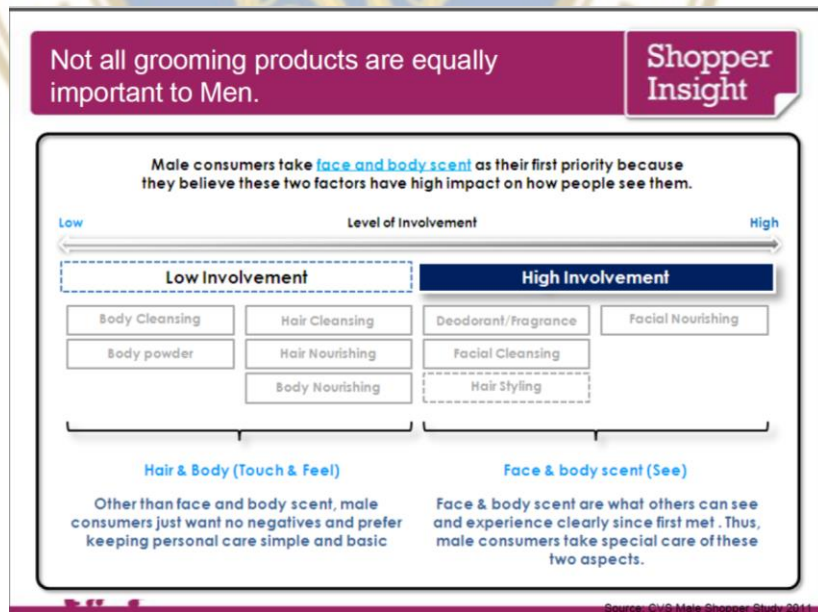 Not all grooming products are equally
important to Men.
Shopper
Insight
Male consumers take face and body scent as their first priority because
they believe these two factors have high impact on how people see them.
Low
Level of Involvement
High
Low Involvement
High Involvement
Body Cleansing
Hair Cleansing
Deodorant/Fragrance
Facial Nourishing
Body powder
Hair Nourishing
Facial Cleansing
Body Nourishing
Hair Styling
Hair & Body (Touch & Feel)
Face & body scent (See)
Other than face and body scent, male
consumers just want no negatives and prefer
keeping personal care simple and basic
Face & body scent are what others can see
and experience clearly since first met . Thus,
male consumers take special care of these
two aspects.
Source: CVS Male Shopper Study 2011